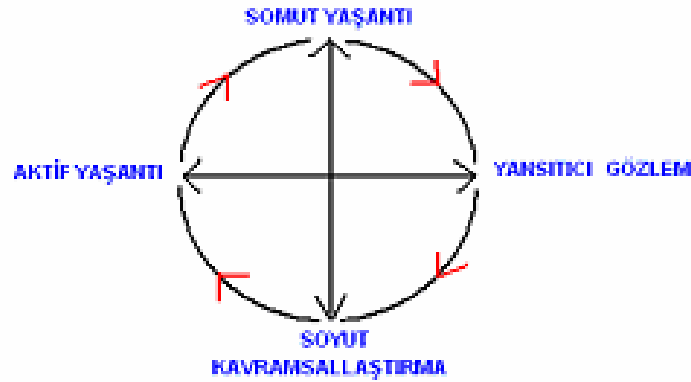 SOMUT YAŞANTI
AKTİF YAŞANTI
YANSITICI GÖZLEM
SOYUT
KAVRAMSALLAŞTIRMA